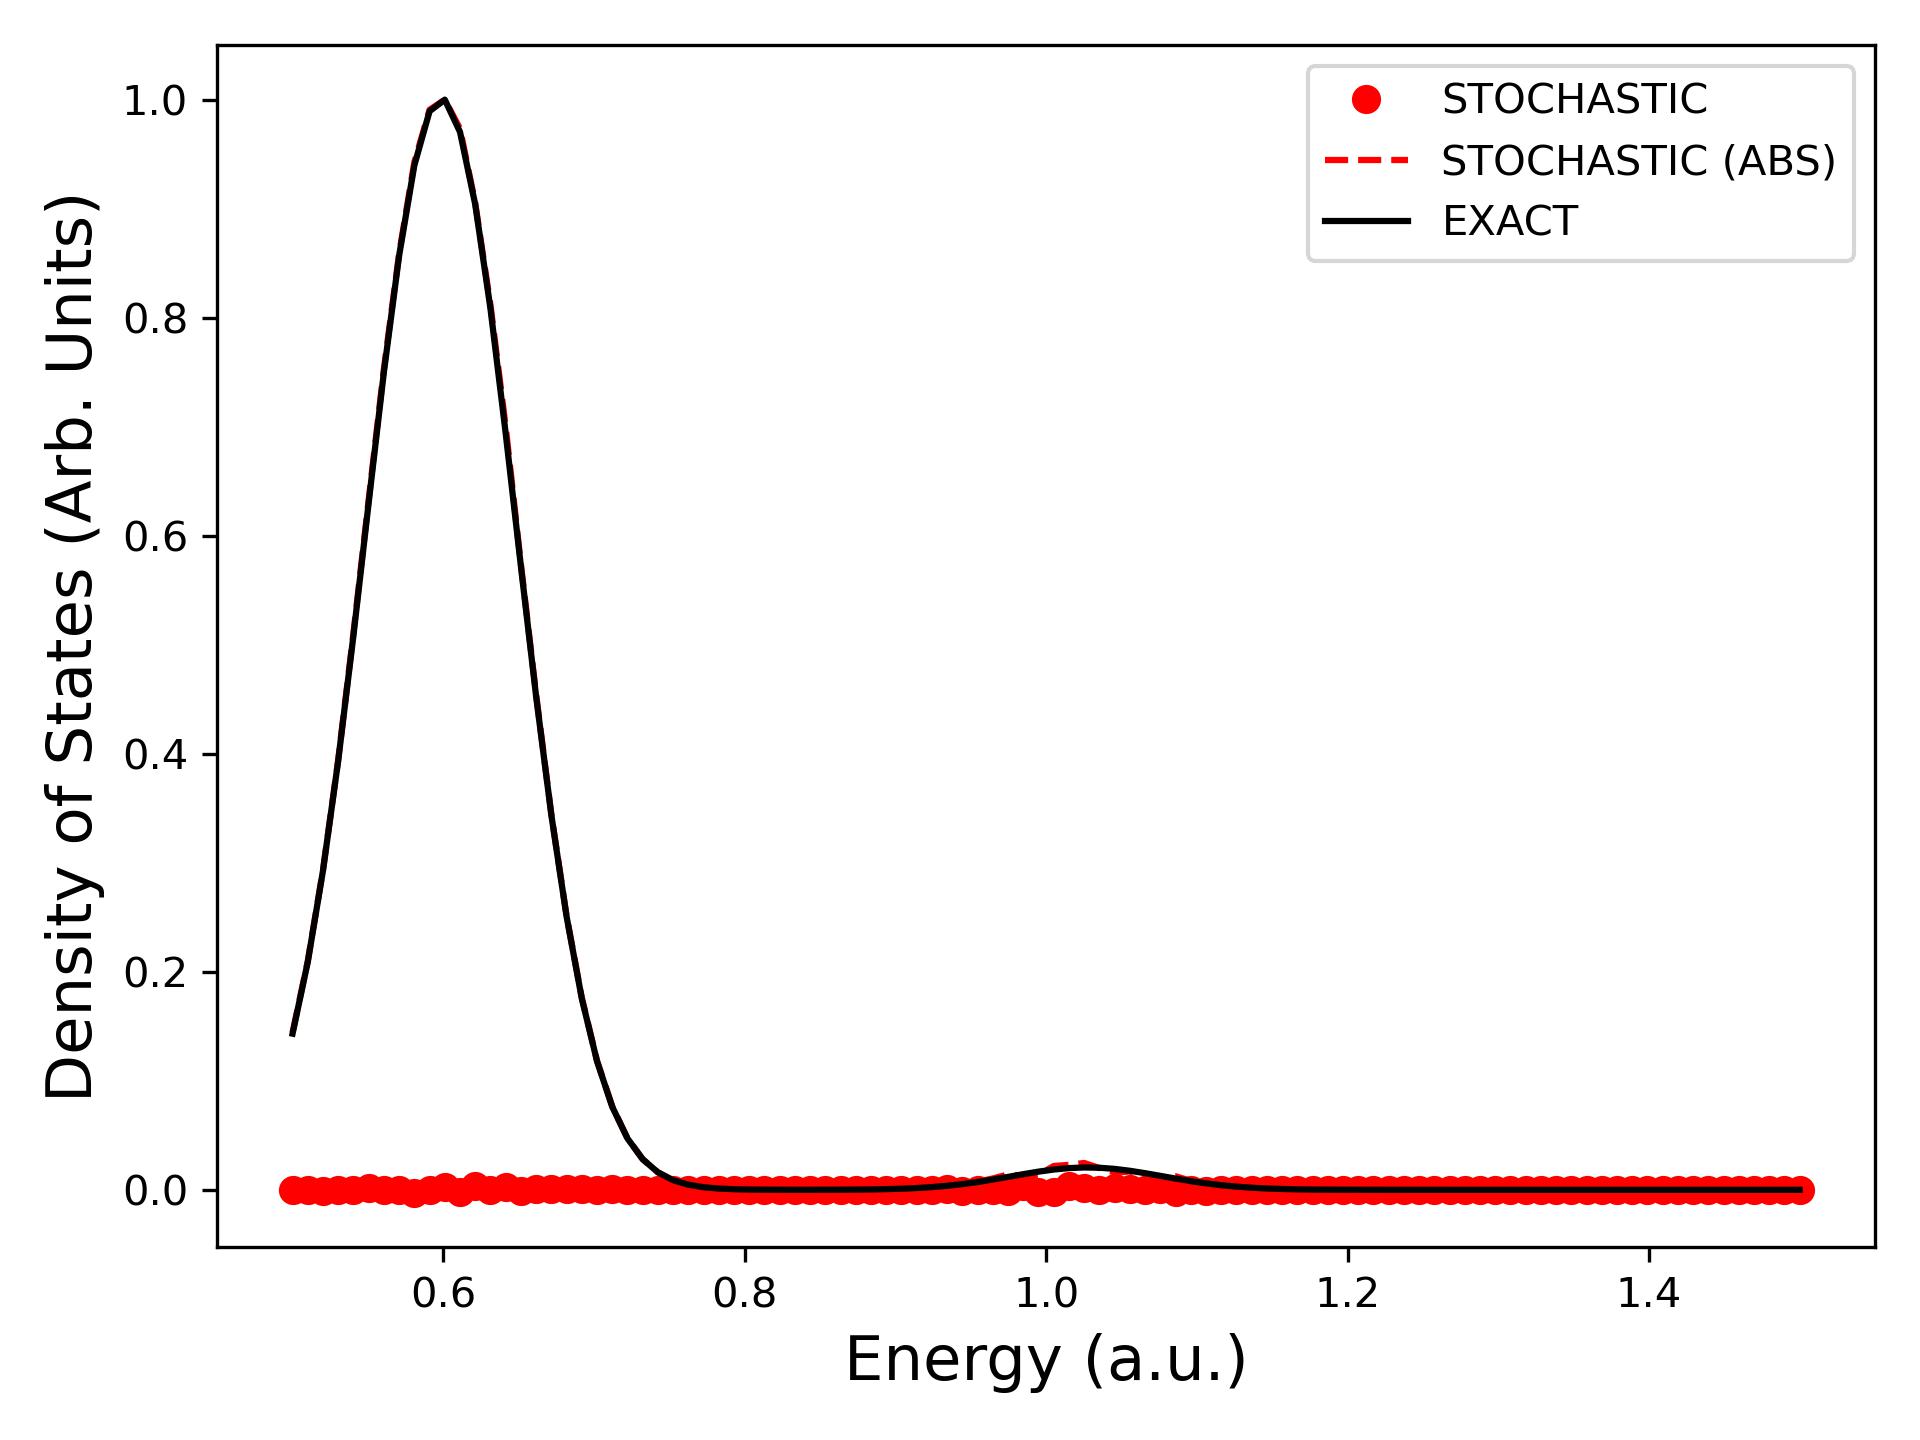 STOCHASTIC
STOCHASTIC (ABS)
EXACT
Density of States (Arb. Units)
1.0
0.8
0.6
0.4
0.2
0.0
0.6 0.8 1.0 1.2 1.4
Energy (a.u.)